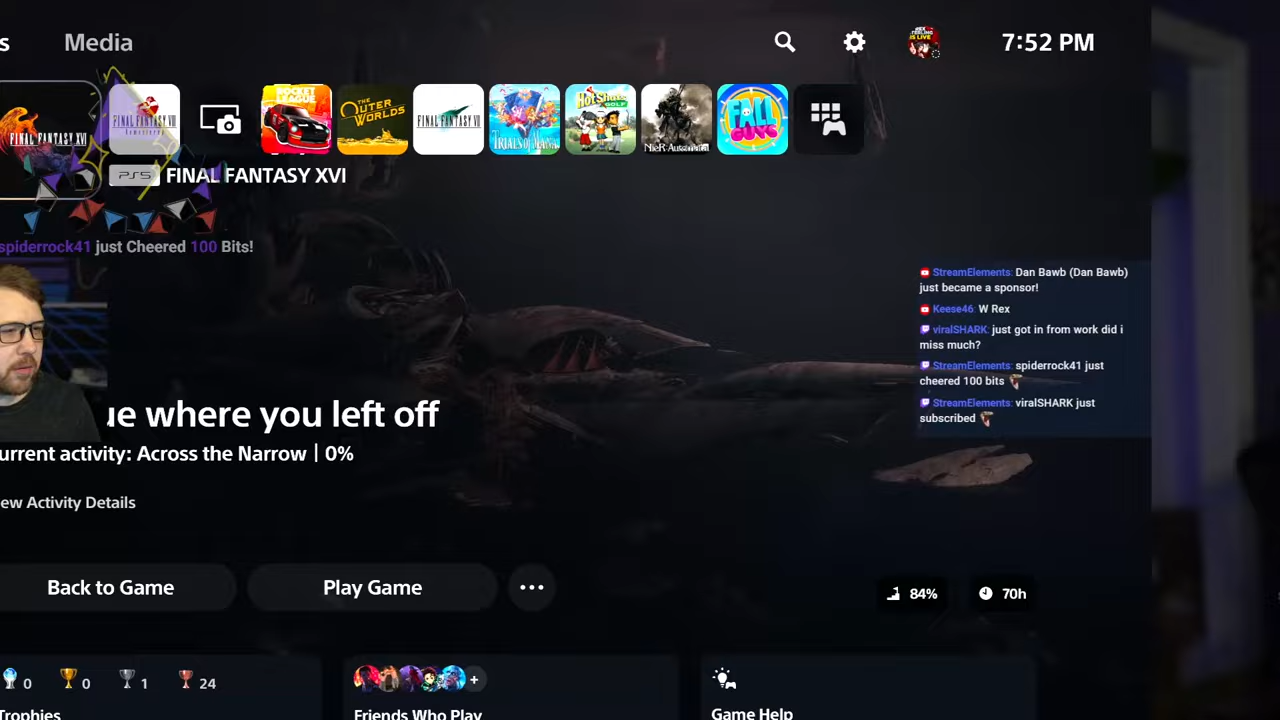 s
Media
7:52 PM
FINAL FANTASY XVI
FINAL FANTASY VIII
ROCKET LEAGUE
THE OUTER WORLDS
FINAL FANTASY VII
TRIALS of MANA
Hot Shots GOLF
NieR:Automata
FALL GUYS
PS5 FINAL FANTASY XVI
spiderrock41 just Cheered 100 Bits!
StreamElements: Dan Bawb (Dan Bawb)
just became a sponsor!
Keese46: W Rex
viralSHARK: just got in from work did i
miss much?
StreamElements: spiderrock41 just
cheered 100 bits
StreamElements: viralSHARK just
subscribed
ue where you left off
urrent activity: Across the Narrow | 0%
ew Activity Details
Back to Game
Play Game
84%
70h
0
0
1
24
Trophies
Friends Who Play
Game Help